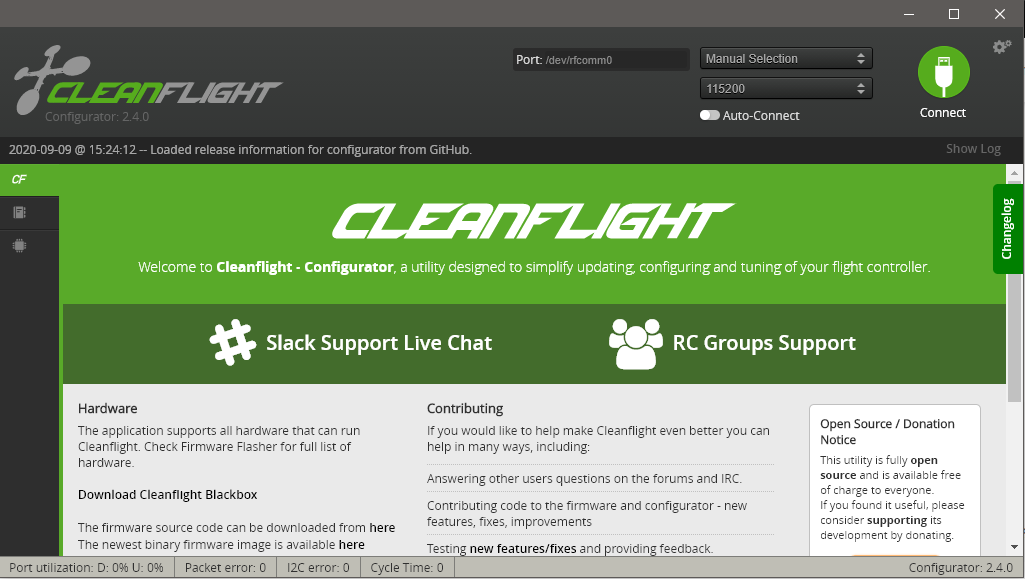 CLEANFLIGHT
Configurator: 2.4.0
Port: /dev/rfcomm0
Manual Selection
115200
Auto-Connect
Connect
2020-09-09 @ 15:24:12 -- Loaded release information for configurator from GitHub.
Show Log
CF
Changelog
CLEANFLIGHT
Welcome to Cleanflight - Configurator, a utility designed to simplify updating, configuring and tuning of your flight controller.
Slack Support Live Chat
RC Groups Support
Hardware
The application supports all hardware that can run
Cleanflight. Check Firmware Flasher for full list of
hardware.
Download Cleanflight Blackbox
The firmware source code can be downloaded from here
The newest binary firmware image is available here
Contributing
If you would like to help make Cleanflight even better you can
help in many ways, including:
Answering other users questions on the forums and IRC.
Contributing code to the firmware and configurator - new
features, fixes, improvements
Testing new features/fixes and providing feedback.
Open Source / Donation
Notice
This utility is fully open
source and is available free
of charge to everyone.
If you found it useful, please
consider supporting its
development by donating.
Port utilization: D: 0% U: 0%
Packet error: 0
I2C error: 0
Cycle Time: 0
Configurator: 2.4.0